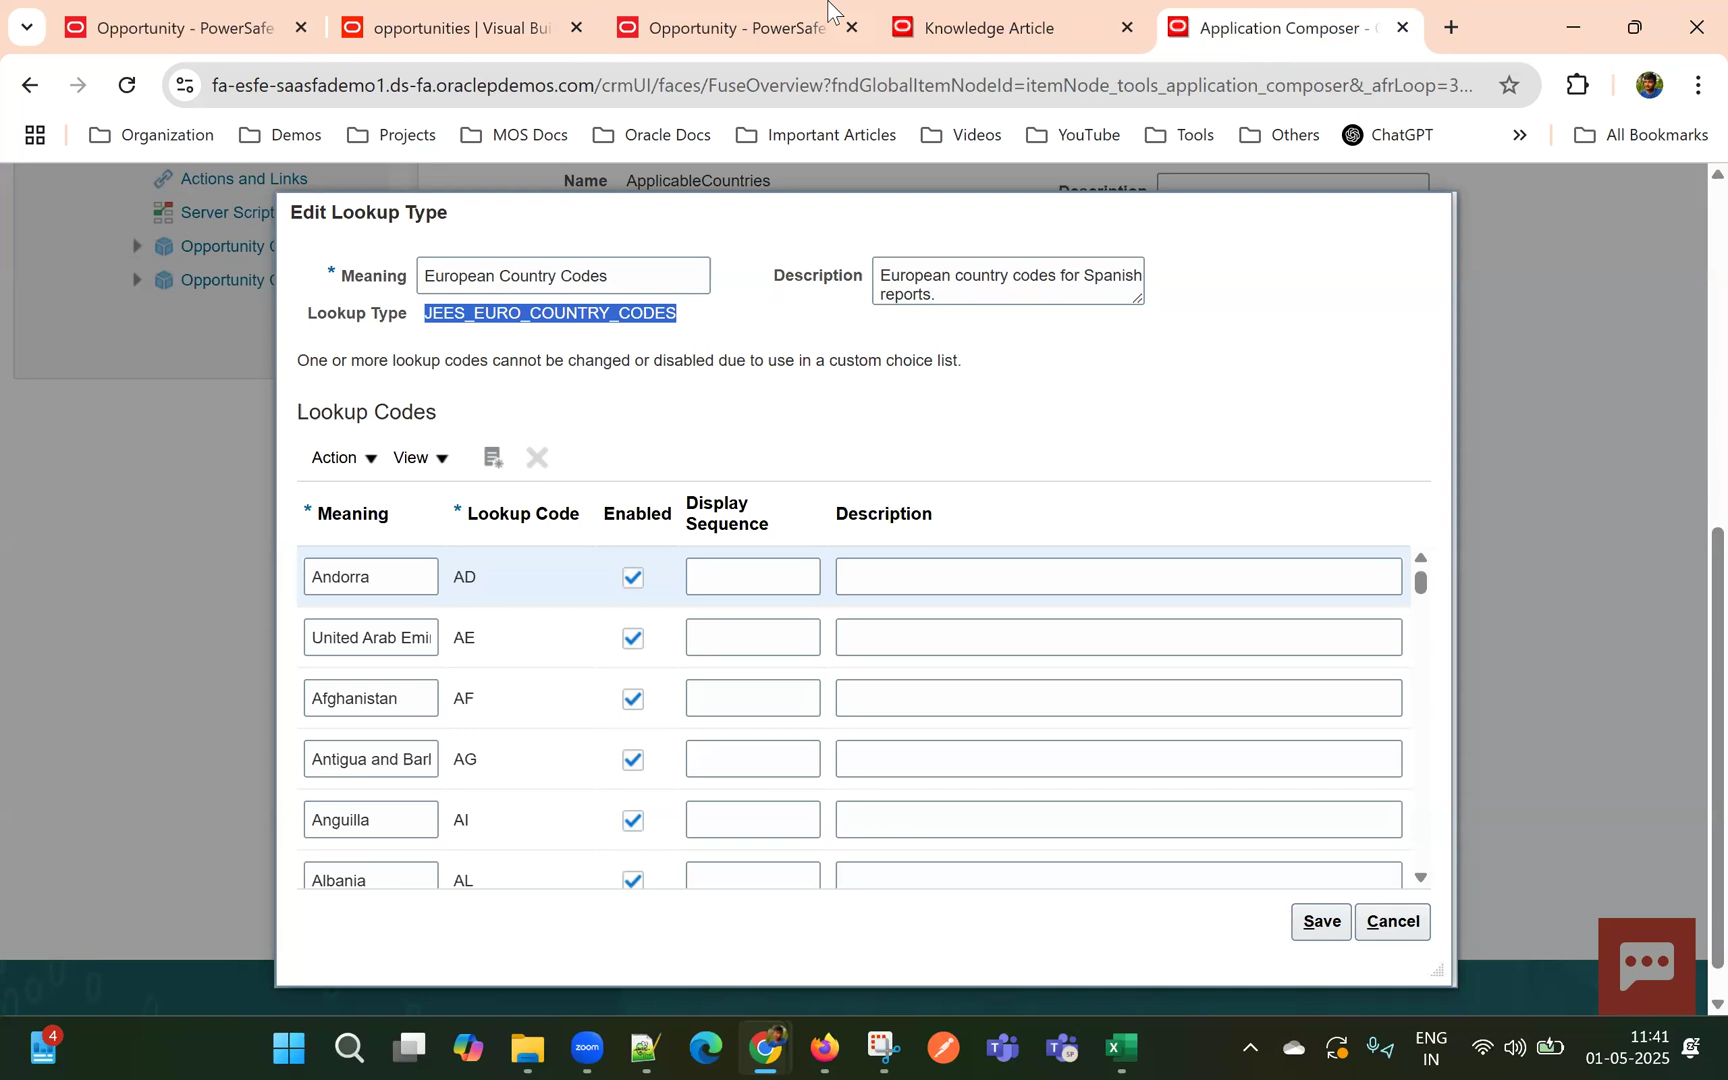 Opportunity - PowerSafe
opportunities | Visual Bui
Opportunity - PowerSafe
Knowledge Article
Application Composer -
fa-esfe-saasfademo1.ds-fa.oraclepdemos.com/crmUI/faces/FuseOverview?fndGlobalItemNodeId=itemNode_tools_application_composer&_afrLoop=3...
Organization
Demos
Projects
MOS Docs
Oracle Docs
Important Articles
Videos
YouTube
Tools
Others
ChatGPT
»
All Bookmarks
Actions and Links
Name ApplicableCountries
Description
Server Script
Opportunity
Opportunity
Edit Lookup Type
* Meaning European Country Codes
Description European country codes for Spanish
reports.
Lookup Type JEES_EURO_COUNTRY_CODES
One or more lookup codes cannot be changed or disabled due to use in a custom choice list.
Lookup Codes
Action ▼ View ▼
* Meaning * Lookup Code Enabled Display Sequence Description
Andorra AD
United Arab Emi AE
Afghanistan AF
Antigua and Barl AG
Anguilla AI
Albania AL
Save Cancel
4
zoom
ENG
IN
11:41
01-05-2025